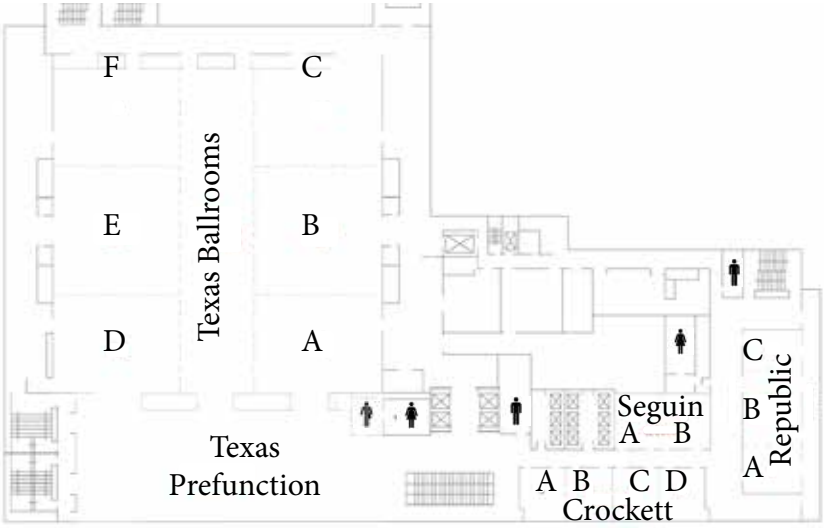 F
C
Texas Ballrooms
E
B
D
A
Texas
Prefunction
Seguin
A B
A B C D
Crockett
C
B
A
Republic